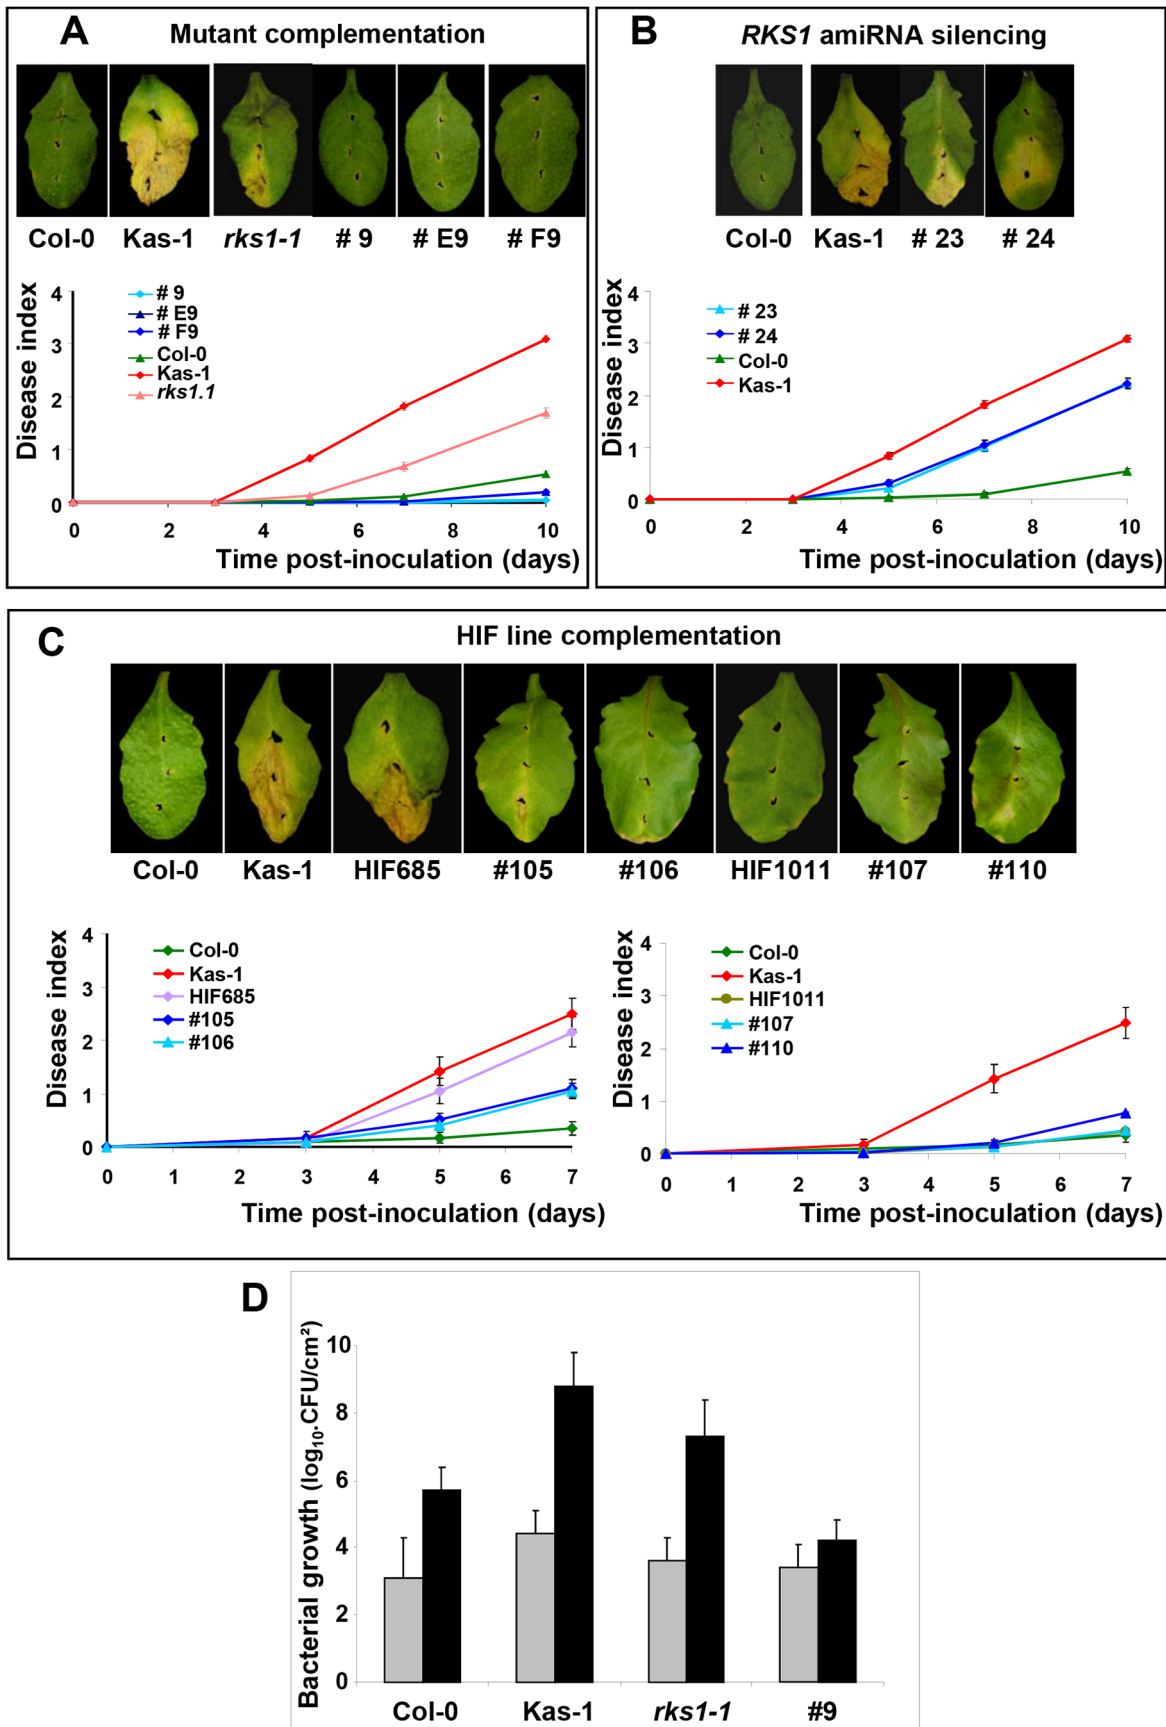 A
Mutant complementation
Col-0 Kas-1 rks1-1 # 9 # E9 # F9
Disease index
4
3
2
1
0
# 9
# E9
# F9
Col-0
Kas-1
rks1.1
0 2 4 6 8 10
Time post-inoculation (days)
B
RKS1 amiRNA silencing
Col-0 Kas-1 # 23 # 24
Disease index
4
3
2
1
0
# 23
# 24
Col-0
Kas-1
0 2 4 6 8 10
Time post-inoculation (days)
C
HIF line complementation
Col-0 Kas-1 HIF685 #105 #106 HIF1011 #107 #110
Disease index
4
3
2
1
0
Col-0
Kas-1
HIF685
#105
#106
0 1 2 3 4 5 6 7
Time post-inoculation (days)
Disease index
4
3
2
1
0
Col-0
Kas-1
HIF1011
#107
#110
0 1 2 3 4 5 6 7
Time post-inoculation (days)
D
Bacterial growth (log₁₀.CFU/cm²)
10
8
6
4
2
0
Col-0 Kas-1 rks1-1 #9